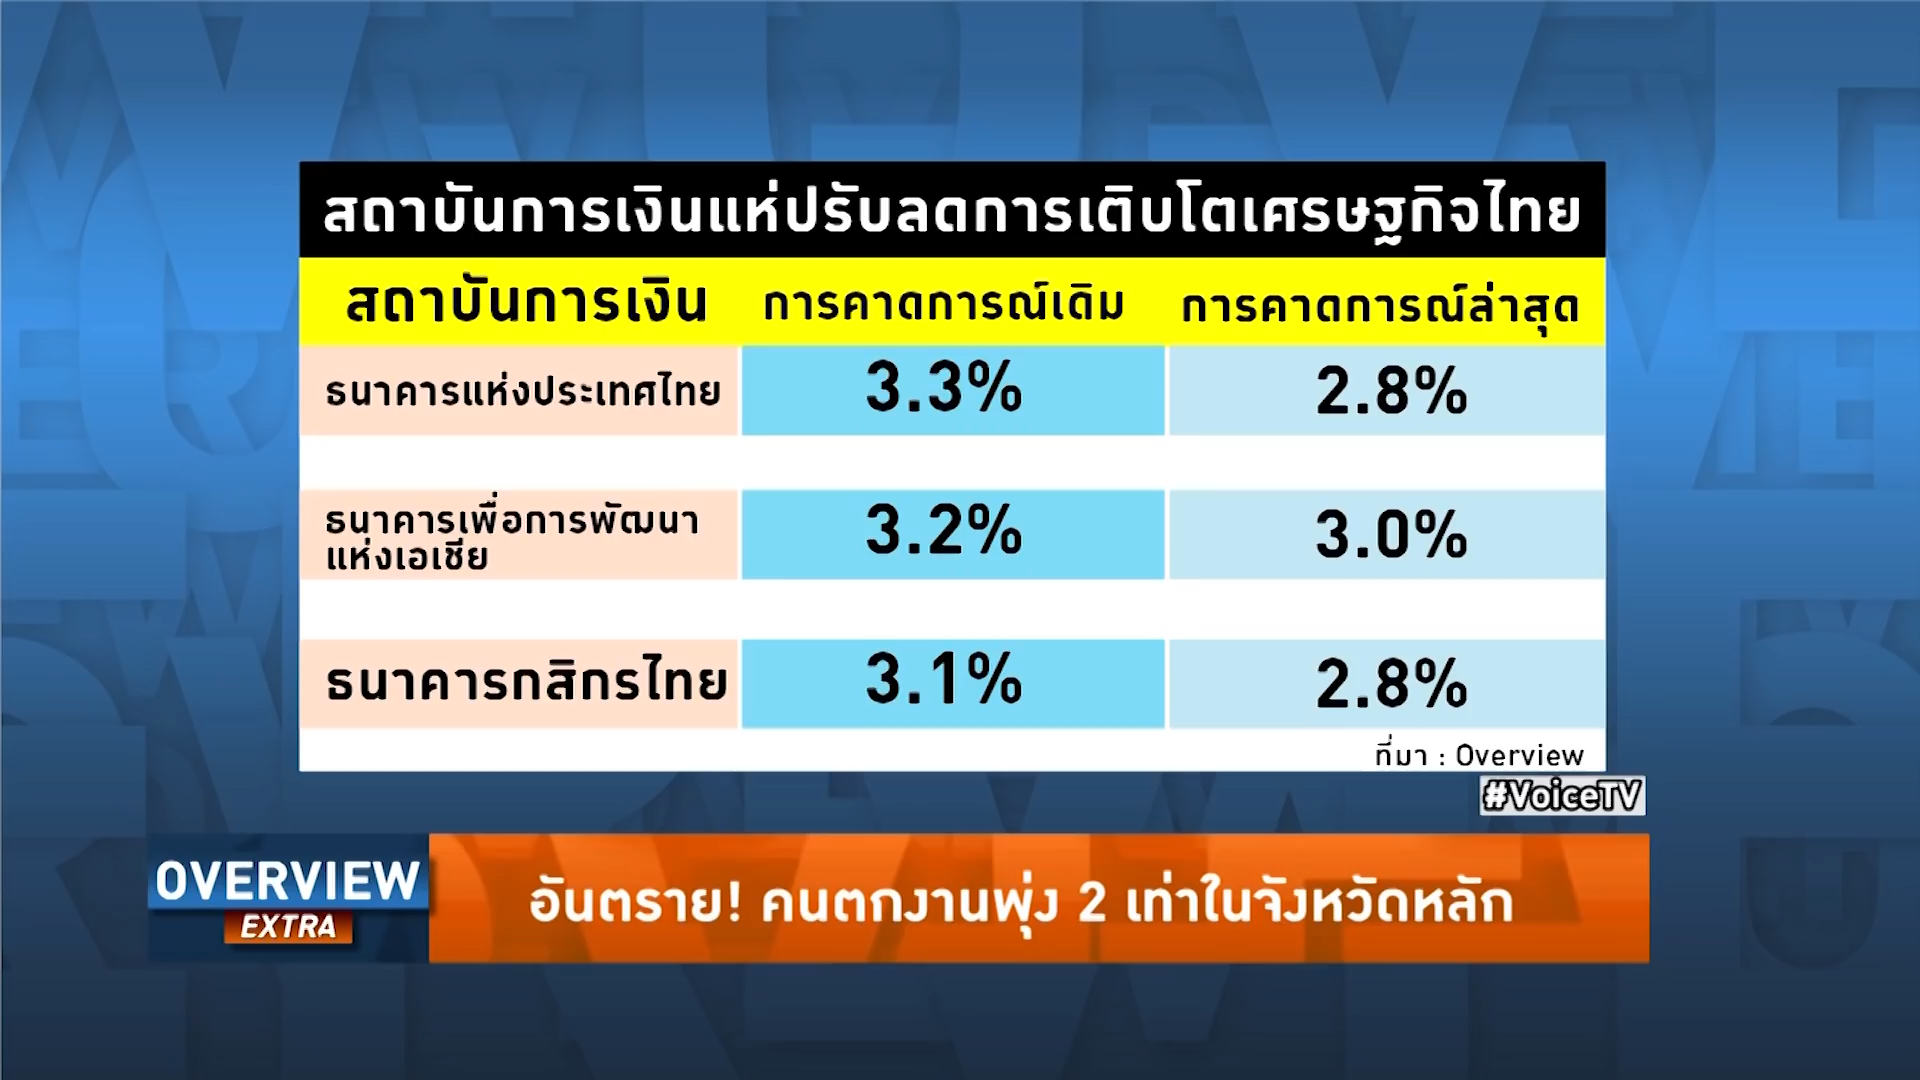 สถาบันการเงินแห่ปรับลดการเติบโตเศรษฐกิจไทย
สถาบันการเงิน การคาดการณ์เดิม การคาดการณ์ล่าสุด
ธนาคารแห่งประเทศไทย 3.3% 2.8%
ธนาคารเพื่อการพัฒนา
แห่งเอเชีย 3.2% 3.0%
ธนาคารกสิกรไทย 3.1% 2.8%
ที่มา : Overview
#VoiceTV
OVERVIEW
EXTRA
อันตราย! คนตกงานพุ่ง 2 เท่าในจังหวัดหลัก